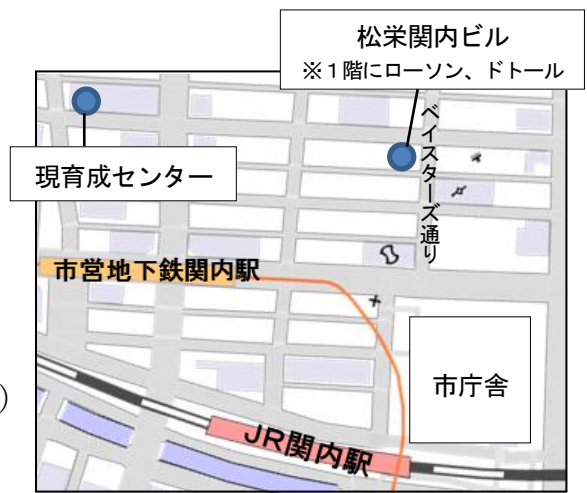 松栄関内ビル
※１階にローソン、ドトール
現育成センター
ベイスターズ通り
市営地下鉄関内駅
市庁舎
)
JR関内駅